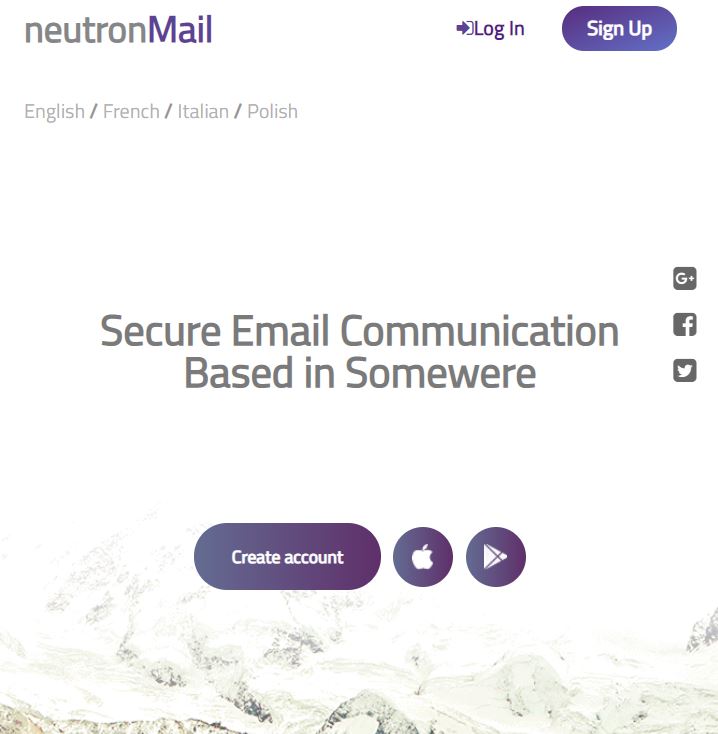 neutronMail
Log In
Sign Up
English / French / Italian / Polish
Secure Email Communication
Based in Somewere
Create account